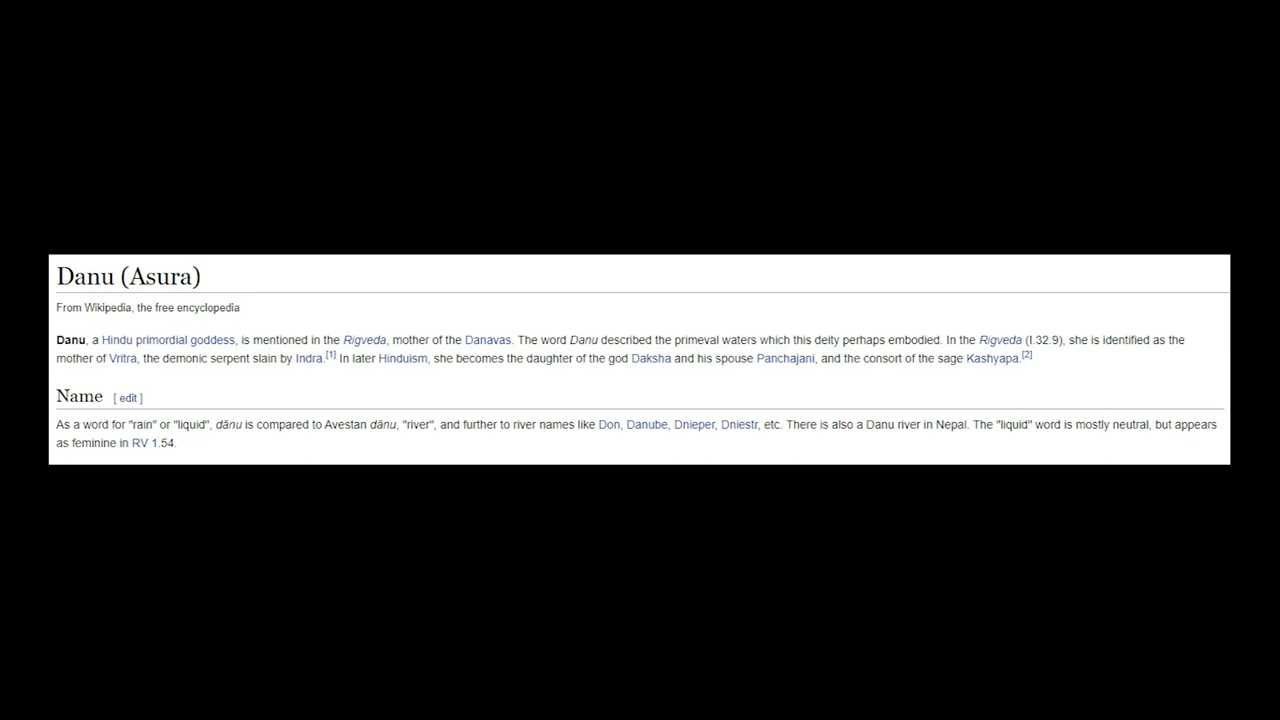 Danu (Asura)
From Wikipedia, the free encyclopedia
Danu, a Hindu primordial goddess, is mentioned in the Rigveda, mother of the Danavas. The word Danu described the primeval waters which this deity perhaps embodied. In the Rigveda (I.32.9), she is identified as the
mother of Vritra, the demonic serpent slain by Indra.[1] In later Hinduism, she becomes the daughter of the god Daksha and his spouse Panchajani, and the consort of the sage Kashyapa.[2]
Name [ edit ]
As a word for "rain" or "liquid", dānu is compared to Avestan dānu, "river", and further to river names like Don, Danube, Dnieper, Dniestr, etc. There is also a Danu river in Nepal. The "liquid" word is mostly neutral, but appears
as feminine in RV 1.54.